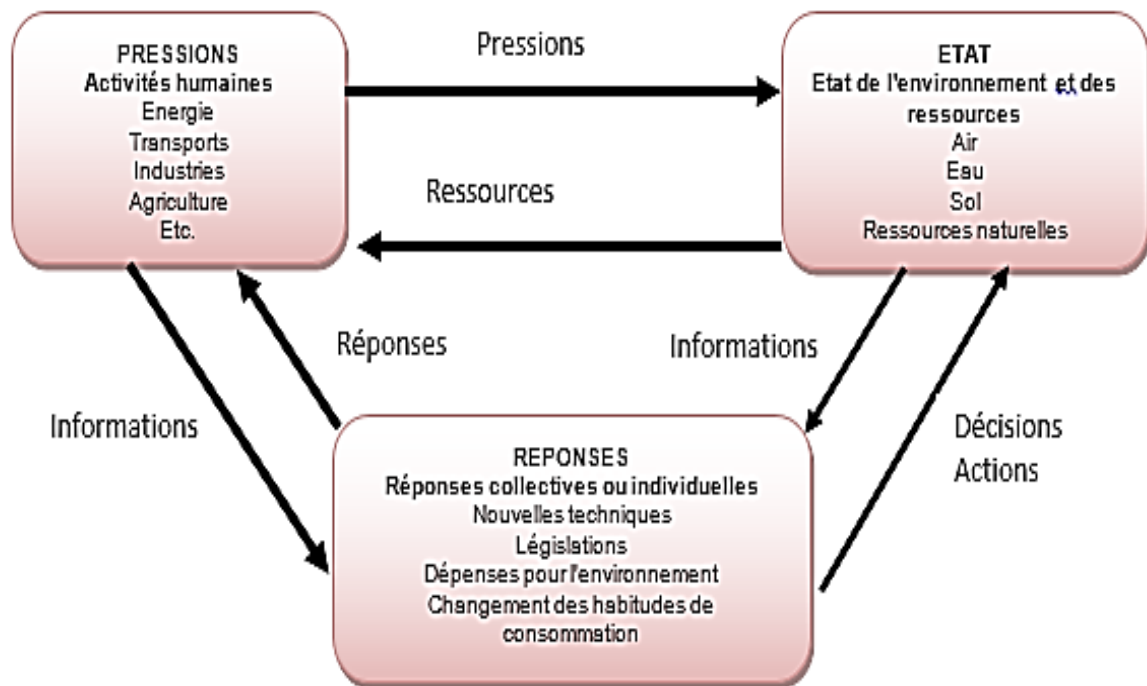 PRESSIONS
Activités humaines
Energie
Transports
Industries
Agriculture
Etc.
Pressions
Ressources
ETAT
Etat de l'environnement et des
ressources
Air
Eau
Sol
Ressources naturelles
Informations
Réponses
Informations
Décisions
Actions
REPONSES
Réponses collectives ou individuelles
Nouvelles techniques
Législations
Dépenses pour l'environnement
Changement des habitudes de
consommation